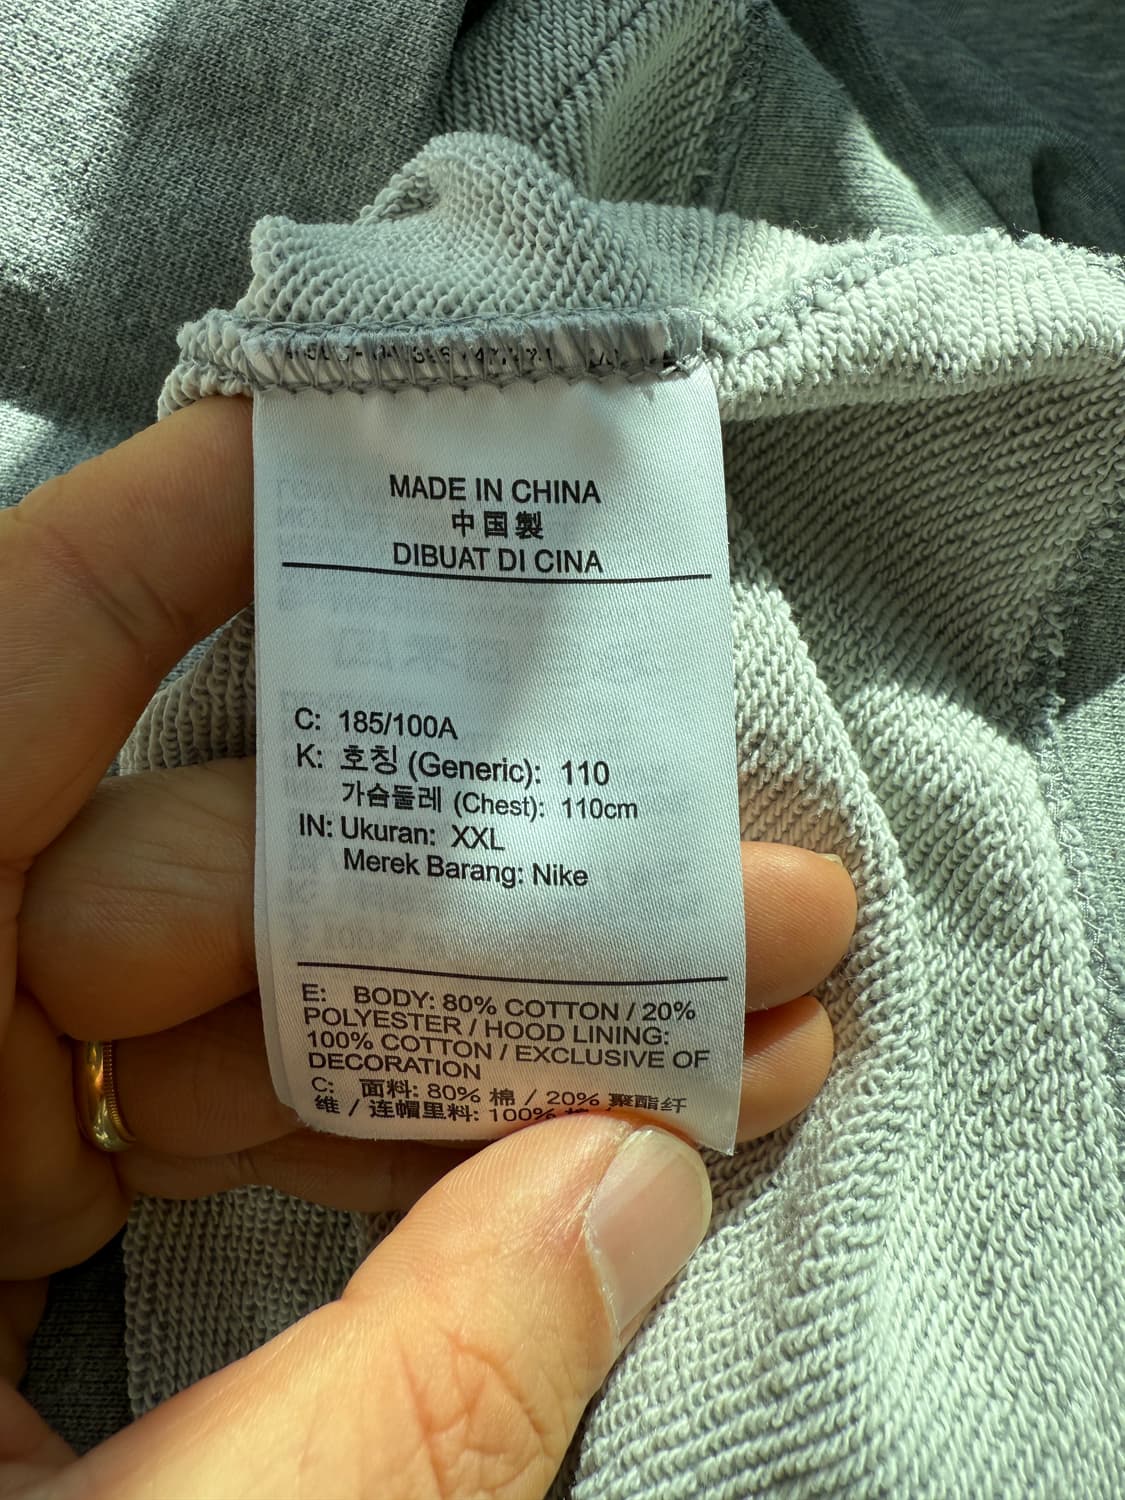 MADE IN CHINA
中国製
DIBUAT DI CINA
C: 185/100A
K: 호칭 (Generic): 110
가슴둘레 (Chest): 110cm
IN: Ukuran: XXL
Merek Barang: Nike
E: BODY: 80% COTTON / 20%
POLYESTER / HOOD LINING:
100% COTTON / EXCLUSIVE OF
DECORATION
C: 面料: 80% 棉 / 20% 聚酯纤
维 / 连帽里料: 100%